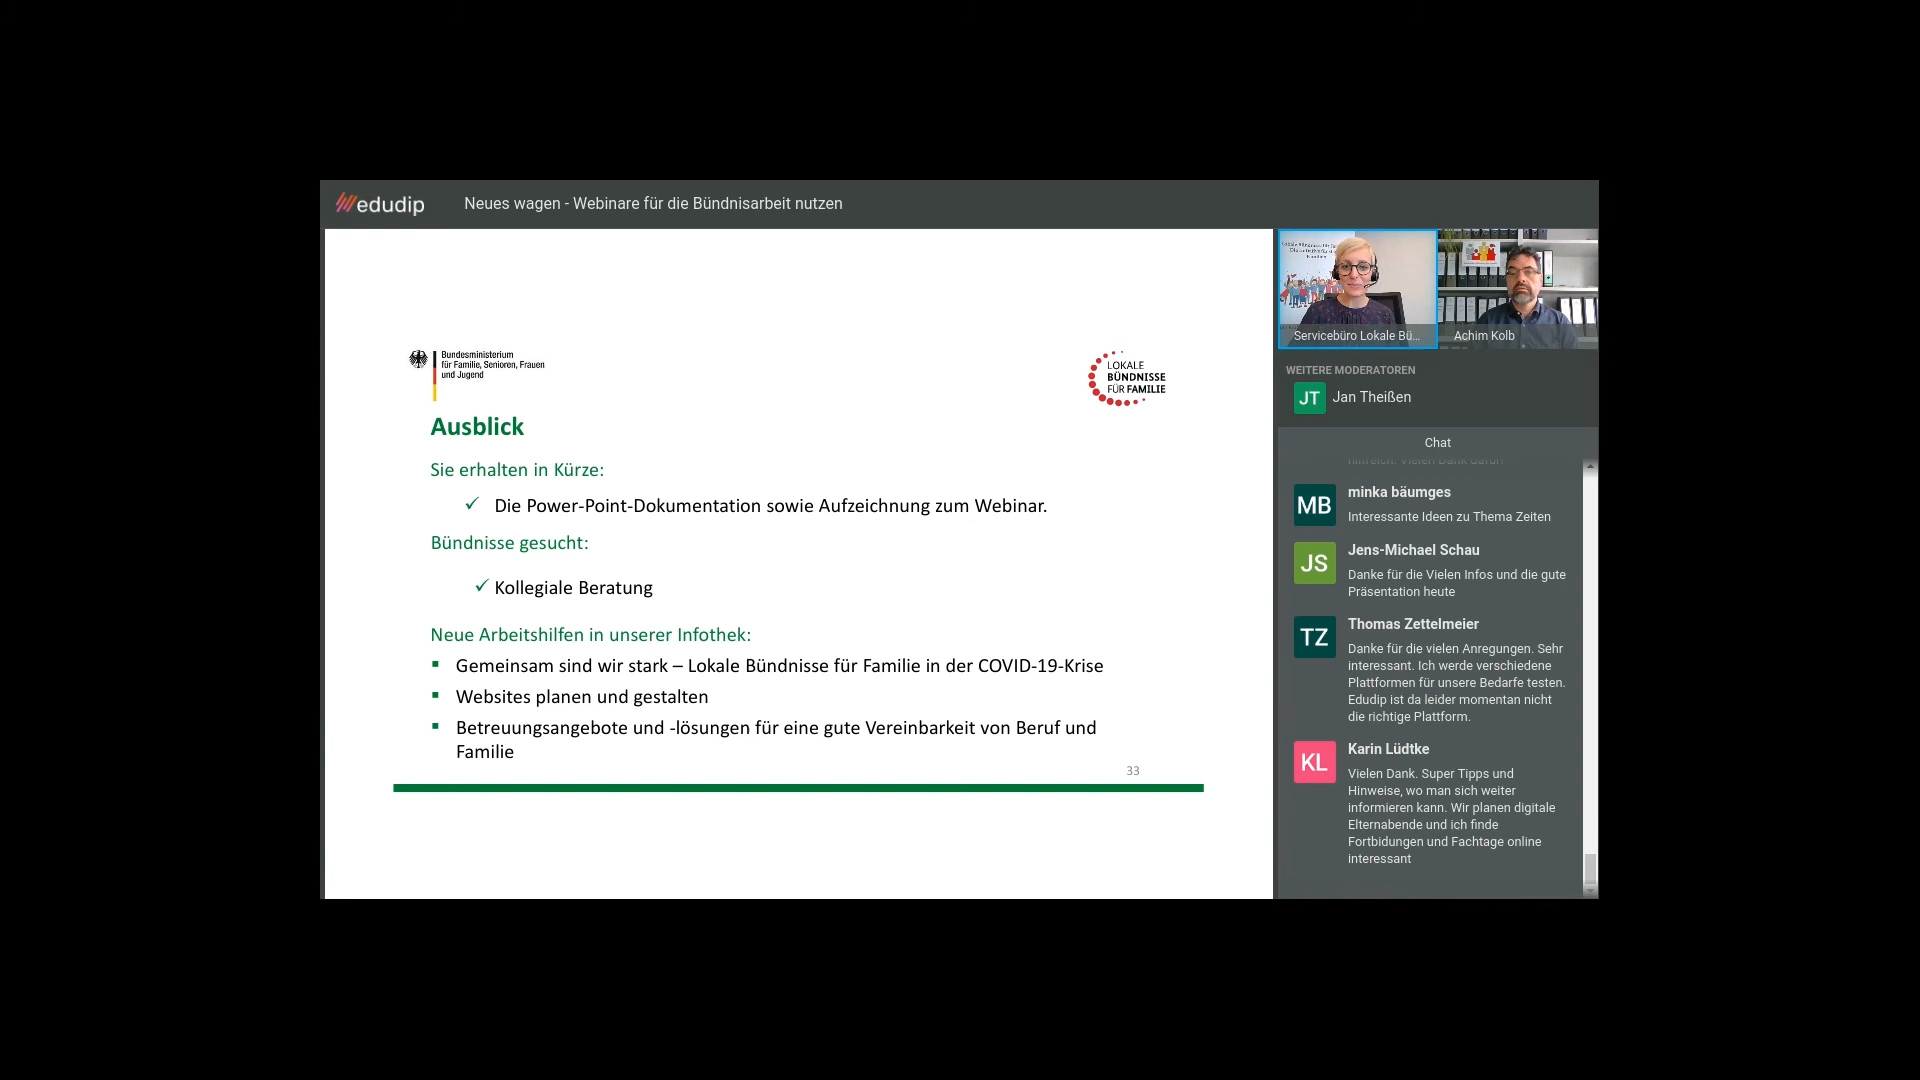 edudip
Neues wagen - Webinare für die Bündnisarbeit nutzen
Bundesministerium
für Familie, Senioren, Frauen
und Jugend
LOKALE
BÜNDNISSE
FÜR FAMILIE
Ausblick
Sie erhalten in Kürze:
✓ Die Power-Point-Dokumentation sowie Aufzeichnung zum Webinar.
Bündnisse gesucht:
✓ Kollegiale Beratung
Neue Arbeitshilfen in unserer Infothek:
▪ Gemeinsam sind wir stark – Lokale Bündnisse für Familie in der COVID-19-Krise
▪ Websites planen und gestalten
▪ Betreuungsangebote und -lösungen für eine gute Vereinbarkeit von Beruf und
Familie
33
Servicebüro Lokale Bü...
Achim Kolb
WEITERE MODERATOREN
JT Jan Theißen
Chat
hilfreich. Vielen Dank dafür!
MB minka bäumges
Interessante Ideen zu Thema Zeiten
JS Jens-Michael Schau
Danke für die Vielen Infos und die gute
Präsentation heute
TZ Thomas Zettelmeier
Danke für die vielen Anregungen. Sehr
interessant. Ich werde verschiedene
Plattformen für unsere Bedarfe testen.
Edudip ist da leider momentan nicht
die richtige Plattform.
KL Karin Lüdtke
Vielen Dank. Super Tipps und
Hinweise, wo man sich weiter
informieren kann. Wir planen digitale
Elternabende und ich finde
Fortbidungen und Fachtage online
interessant